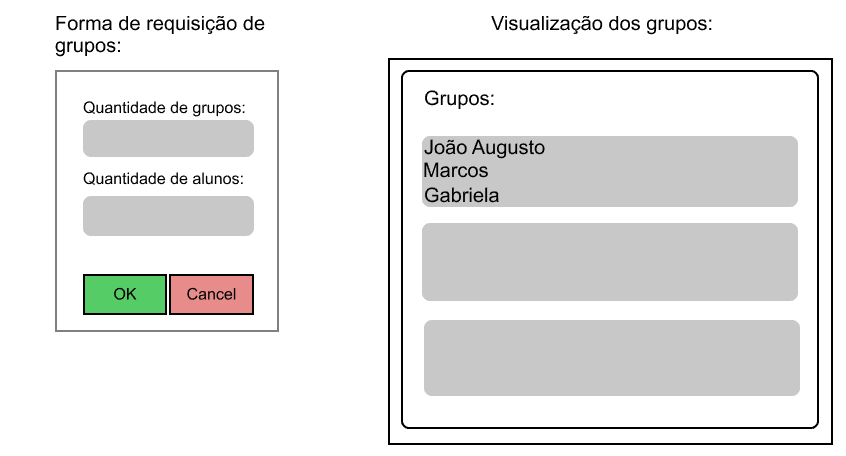 Forma de requisição de
grupos:
Quantidade de grupos:
Quantidade de alunos:
OK
Cancel
Visualização dos grupos:
Grupos:
João Augusto
Marcos
Gabriela